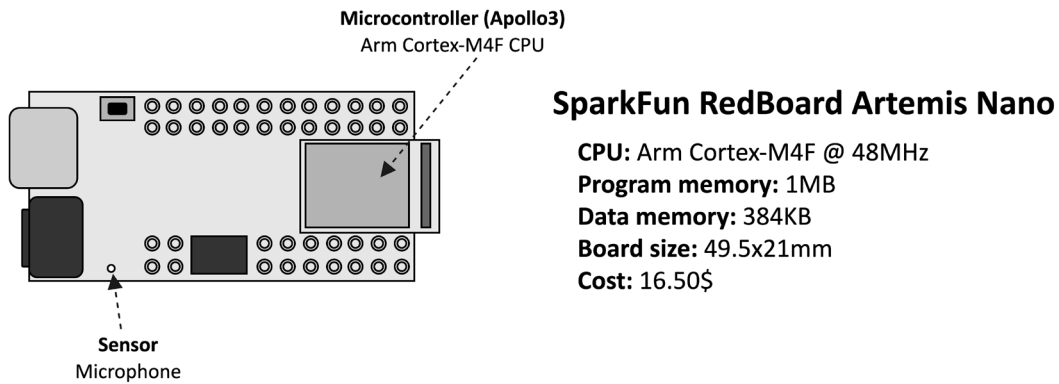 Microcontroller (Apollo3)
Arm Cortex-M4F CPU
SparkFun RedBoard Artemis Nano
CPU: Arm Cortex-M4F @ 48MHz
Program memory: 1MB
Data memory: 384KB
Board size: 49.5x21mm
Cost: 16.50$
Sensor
Microphone